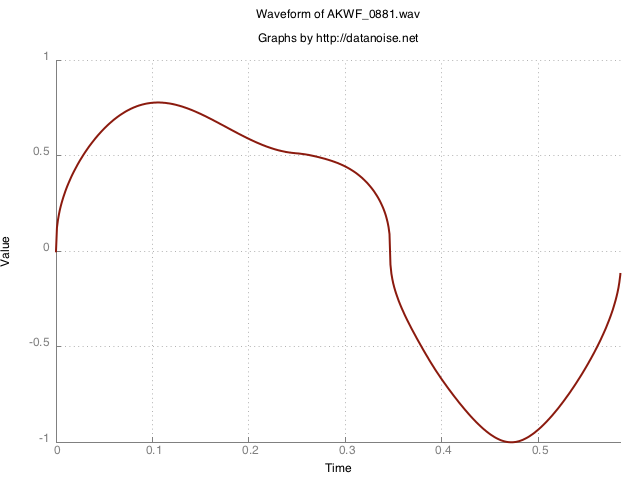 Waveform of AKWF_0881.wav
Graphs by http://datanoise.net
1
0.5
0
-0.5
-1
Value
0 0.1 0.2 0.3 0.4 0.5
Time